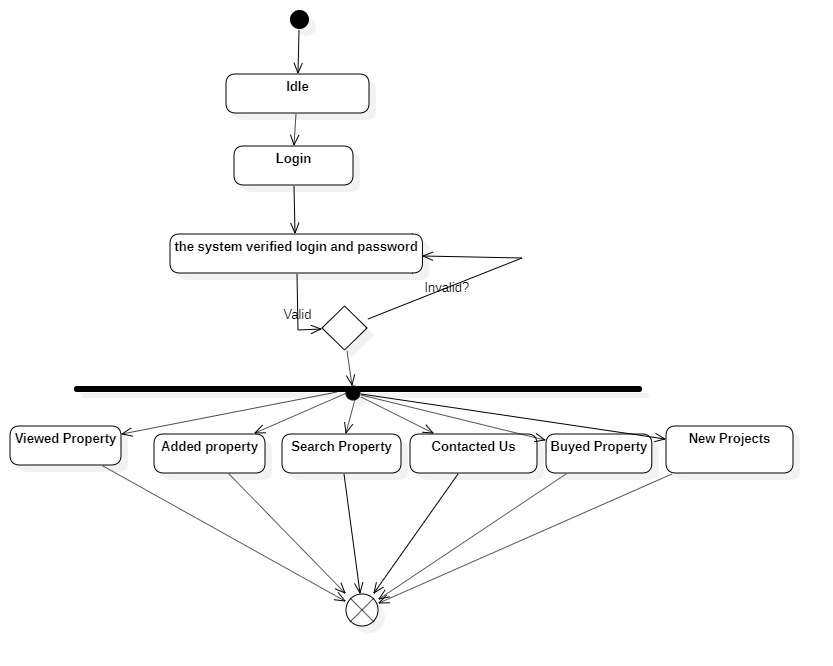 Idle
Login
the system verified login and password
Invalid?
Valid
Viewed Property
Added property
Search Property
Contacted Us
Buyed Property
New Projects